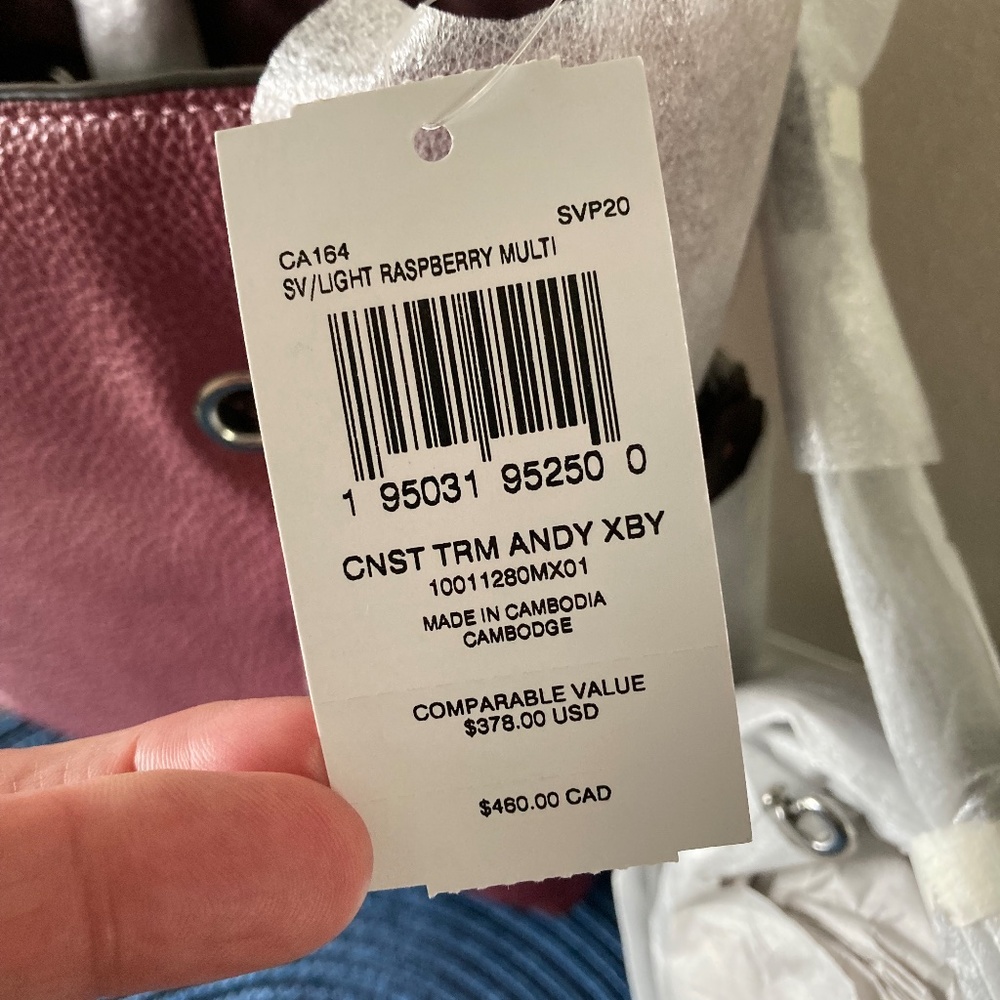 SVP20
CA164
SV/LIGHT RASPBERRY MULTI
1 95031 95250 0
CNST TRM ANDY XBY
10011280MX01
MADE IN CAMBODIA
CAMBODGE
COMPARABLE VALUE
$378.00 USD
$460.00 CAD